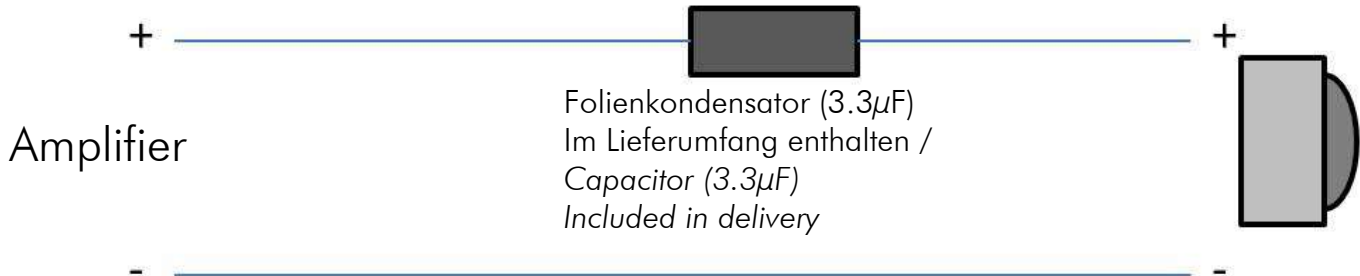 + +
Amplifier
Folienkondensator (3.3µF)
Im Lieferumfang enthalten /
Capacitor (3.3µF)
Included in delivery
- -